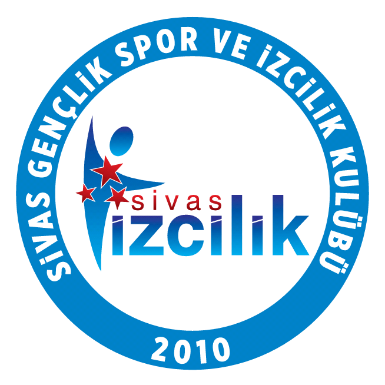 SİVAS GENÇLİK SPOR VE İZCİLİK KULÜBÜ
sivas
izcilik
2010